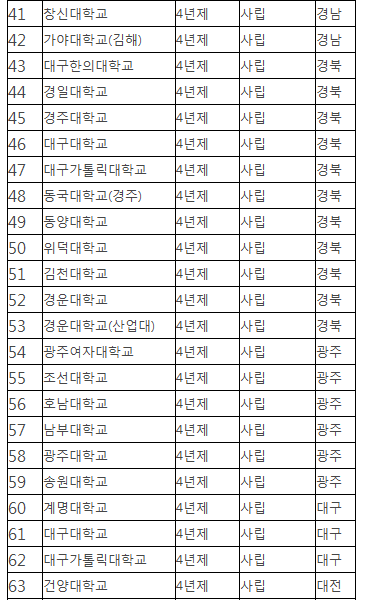 41 창신대학교 4년제 사립 경남
42 가야대학교(김해) 4년제 사립 경남
43 대구한의대학교 4년제 사립 경북
44 경일대학교 4년제 사립 경북
45 경주대학교 4년제 사립 경북
46 대구대학교 4년제 사립 경북
47 대구가톨릭대학교 4년제 사립 경북
48 동국대학교(경주) 4년제 사립 경북
49 동양대학교 4년제 사립 경북
50 위덕대학교 4년제 사립 경북
51 김천대학교 4년제 사립 경북
52 경운대학교 4년제 사립 경북
53 경운대학교(산업대) 4년제 사립 경북
54 광주여자대학교 4년제 사립 광주
55 조선대학교 4년제 사립 광주
56 호남대학교 4년제 사립 광주
57 남부대학교 4년제 사립 광주
58 광주대학교 4년제 사립 광주
59 송원대학교 4년제 사립 광주
60 계명대학교 4년제 사립 대구
61 대구대학교 4년제 사립 대구
62 대구가톨릭대학교 4년제 사립 대구
63 건양대학교 4년제 사립 대전